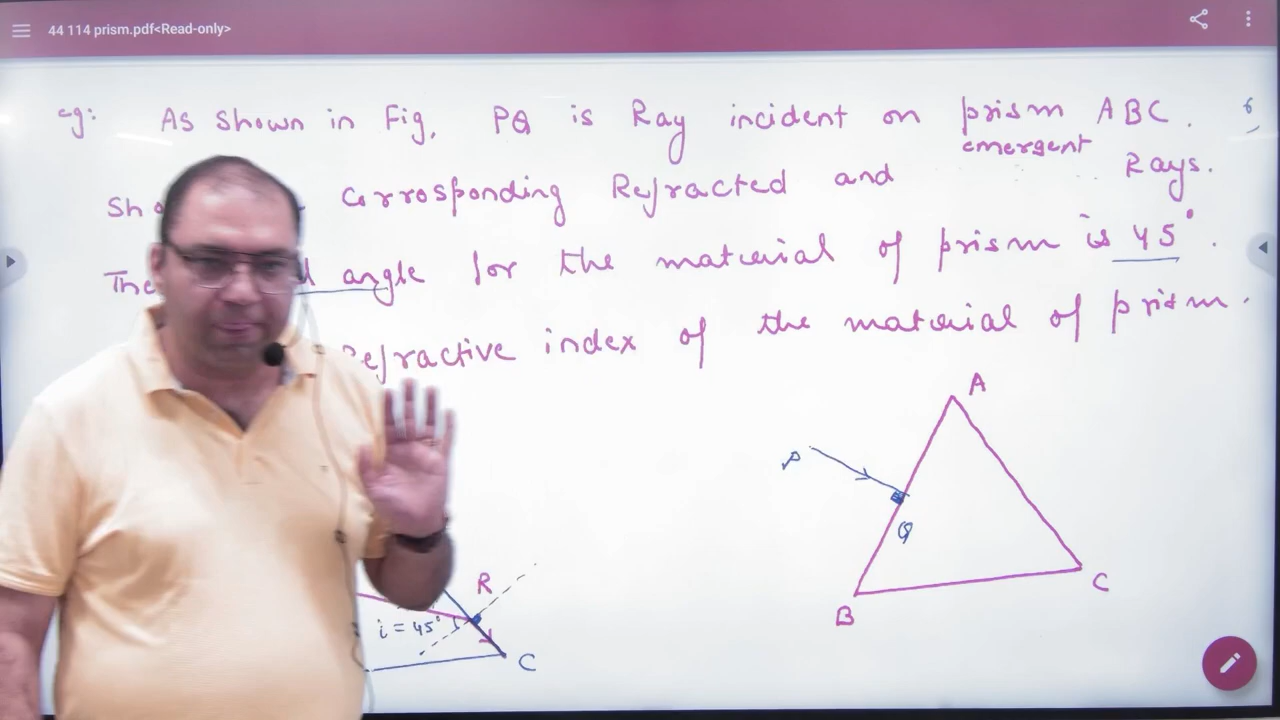 44 114 prism.pdf<Read-only>
eg: As shown in Fig. PQ is Ray incident on prism ABC. 6
emergent
corrosponding Refracted and Rays.
The angle for the material of prism is 45°.
Refractive index of the material of prism.
A
P
Q
R
i = 45°
C
B
C